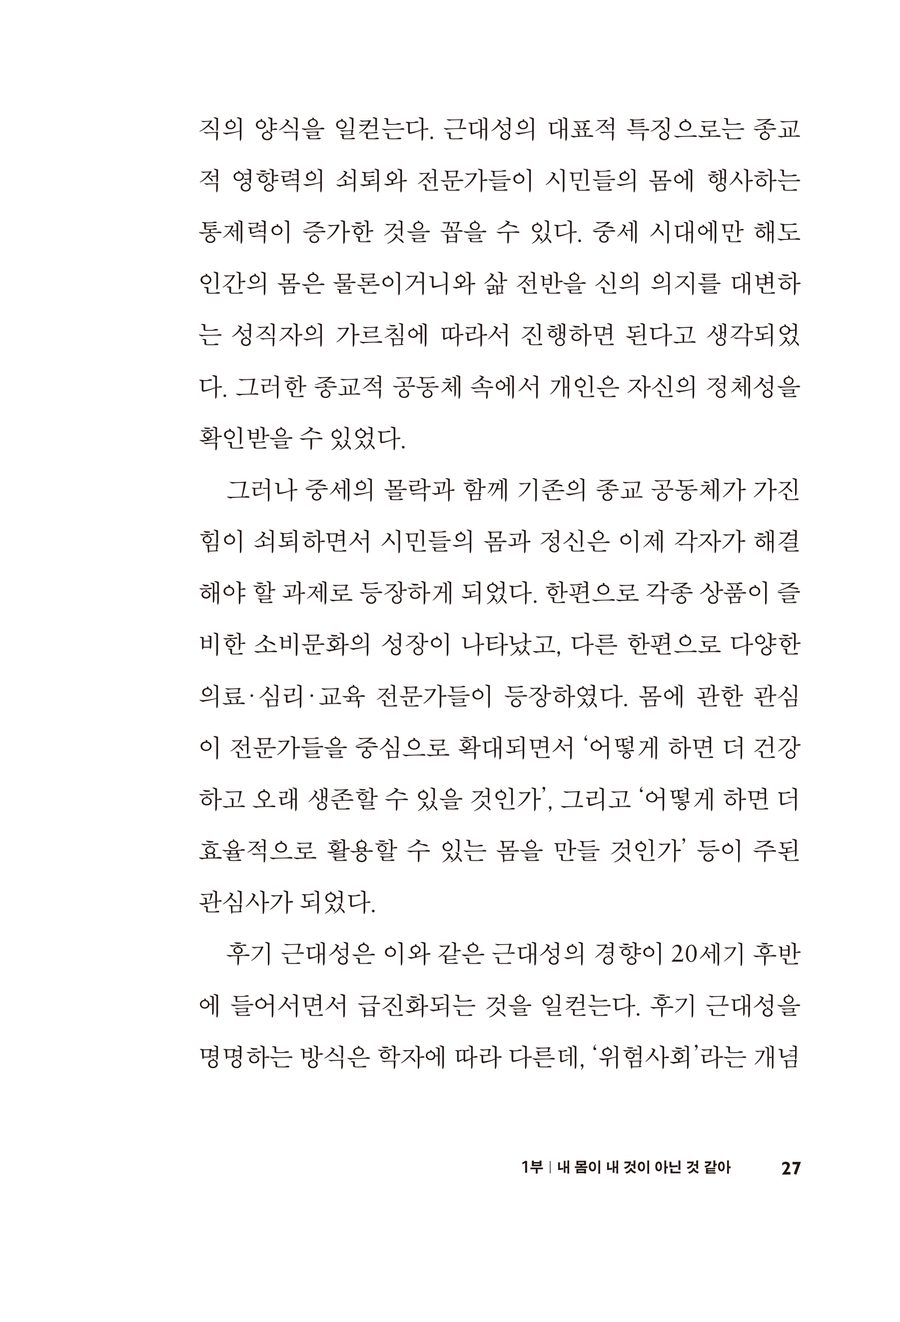 직의 양식을 일컫는다. 근대성의 대표적 특징으로는 종교
적 영향력의 쇠퇴와 전문가들이 시민들의 몸에 행사하는
통제력이 증가한 것을 꼽을 수 있다. 중세 시대에만 해도
인간의 몸은 물론이거니와 삶 전반을 신의 의지를 대변하
는 성직자의 가르침에 따라서 진행하면 된다고 생각되었
다. 그러한 종교적 공동체 속에서 개인은 자신의 정체성을
확인받을 수 있었다.
그러나 중세의 몰락과 함께 기존의 종교 공동체가 가진
힘이 쇠퇴하면서 시민들의 몸과 정신은 이제 각자가 해결
해야 할 과제로 등장하게 되었다. 한편으로 각종 상품이 즐
비한 소비문화의 성장이 나타났고, 다른 한편으로 다양한
의료·심리·교육 전문가들이 등장하였다. 몸에 관한 관심
이 전문가들을 중심으로 확대되면서 ‘어떻게 하면 더 건강
하고 오래 생존할 수 있을 것인가’, 그리고 ‘어떻게 하면 더
효율적으로 활용할 수 있는 몸을 만들 것인가’ 등이 주된
관심사가 되었다.
후기 근대성은 이와 같은 근대성의 경향이 20세기 후반
에 들어서면서 급진화되는 것을 일컫는다. 후기 근대성을
명명하는 방식은 학자에 따라 다른데, ‘위험사회’라는 개념
1부 | 내 몸이 내 것이 아닌 것 같아 27